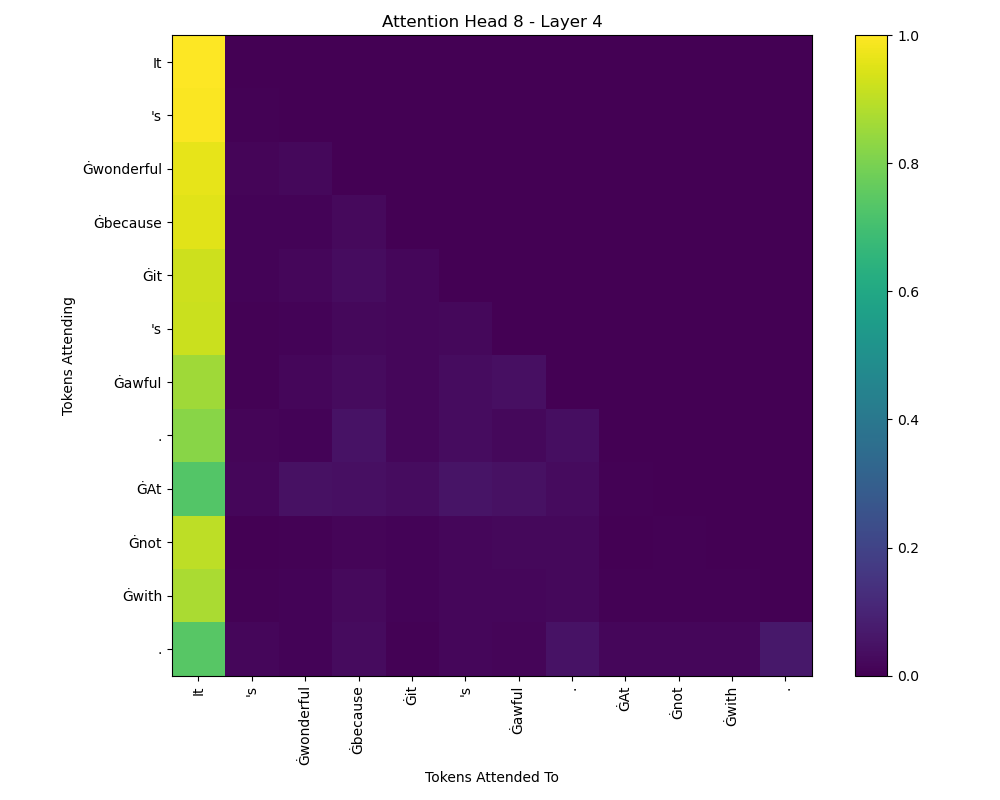 Attention Head 8 - Layer 4
It
's
Ġwonderful
Ġbecause
Ġit
's
Ġawful
.
ĠAt
Ġnot
Ġwith
.
Tokens Attending
It
's
Ġwonderful
Ġbecause
Ġit
's
Ġawful
.
ĠAt
Ġnot
Ġwith
.
Tokens Attended To
1.0
0.8
0.6
0.4
0.2
0.0